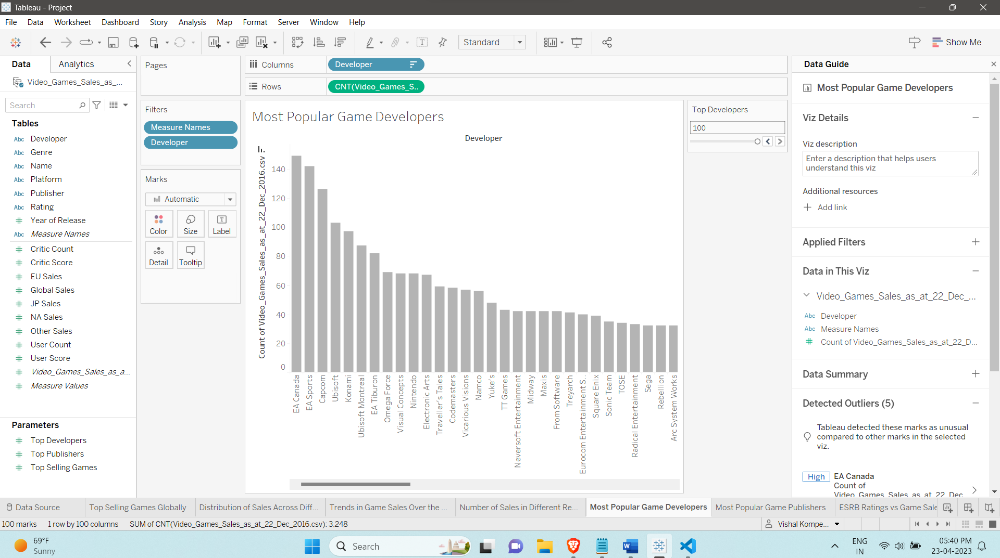 Tableau - Project
File Data Worksheet Dashboard Story Analysis Map Format Server Window Help
Standard
Show Me
Data
Analytics
Video_Games_Sales_as_...
Search
Tables
Abc Developer
Abc Genre
Abc Name
Abc Platform
Abc Publisher
Abc Rating
# Year of Release
Abc Measure Names
# Critic Count
# Critic Score
# EU Sales
# Global Sales
# JP Sales
# NA Sales
# Other Sales
# User Count
# User Score
# Video_Games_Sales_as_a...
# Measure Values
Parameters
# Top Developers
# Top Publishers
# Top Selling Games
Pages
Filters
Measure Names
Developer
Marks
Automatic
Color
Size
Label
Detail
Tooltip
Columns
Developer
Rows
CNT(Video_Games_S..
Most Popular Game Developers
Developer
Count of Video_Games_Sales_as_at_22_Dec_2016.csv
140
120
100
80
60
40
20
0
EA Canada
EA Sports
Capcom
Ubisoft
Konami
Ubisoft Montreal
EA Tiburon
Omega Force
Visual Concepts
Nintendo
Electronic Arts
Traveller's Tales
Codemasters
Vicarious Visions
Namco
Yuke's
TT Games
Neversoft Entertainment
Midway
Maxis
From Software
Treyarch
Eurocom Entertainment S..
Square Enix
Sonic Team
TOSE
Radical Entertainment
Sega
Rebellion
Arc System Works
Top Developers
100
Data Guide
Most Popular Game Developers
Viz Details
Viz description
Enter a description that helps users
understand this viz
Additional resources
Add link
Applied Filters
Data in This Viz
Video_Games_Sales_as_at_22_Dec_...
Abc Developer
Abc Measure Names
# Count of Video_Games_Sales_as_at_22_D...
Data Summary
Detected Outliers (5)
Tableau detected these marks as unusual
compared to other marks in the selected
viz.
High EA Canada
Count of
Video_Games_Sales_as_at_22_Dec
Data Source
Top Selling Games Globally
Distribution of Sales Across Diff...
Trends in Game Sales Over the ...
Number of Sales in Different Re...
Most Popular Game Developers
Most Popular Game Publishers
ESRB Ratings vs Game Sale
100 marks
1 row by 100 columns
SUM of CNT(Video_Games_Sales_as_at_22_Dec_2016.csv): 3,248
Vishal Kompe...
69°F
Sunny
Search
ENG
IN
05:40 PM
23-04-2023